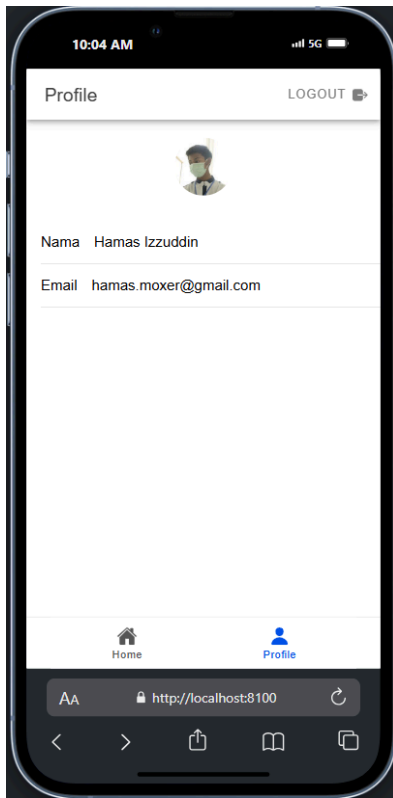 10:04 AM 5G
Profile LOGOUT
Nama Hamas Izzuddin
Email hamas.moxer@gmail.com
Home Profile
AA http://localhost:8100